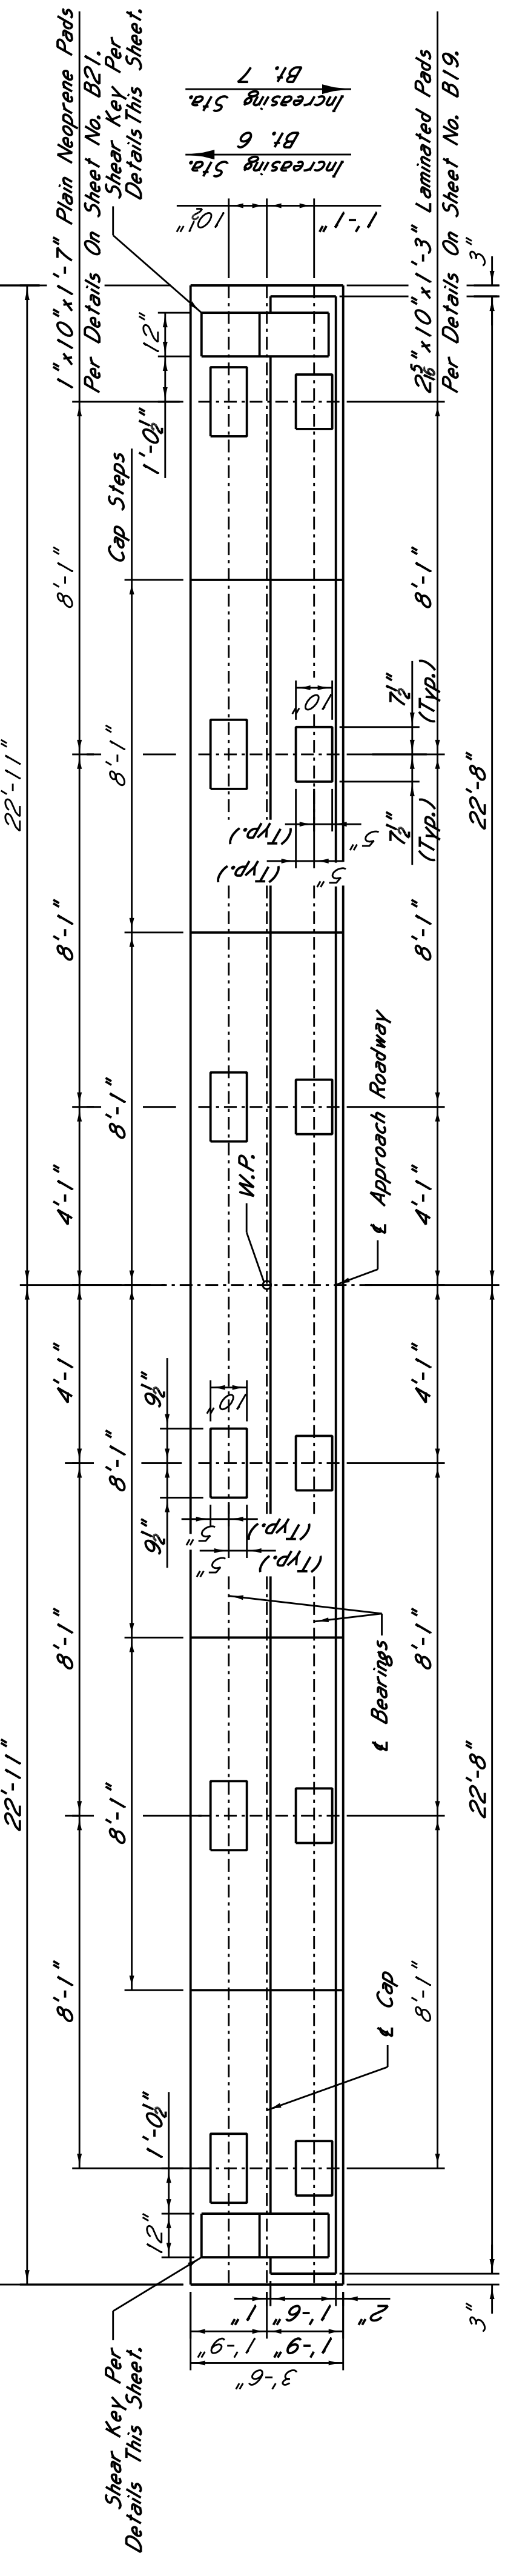 1"x10"x1'-7" Plain Neoprene Pads
Per Details On Sheet No. B21.
Shear Key Per
Details This Sheet.
Increasing Sta.
Bt. 7
Increasing Sta.
Bt. 6
2 5/16"x10"x1'-3" Laminated Pads
Per Details On Sheet No. B19.
10½"
1'-1"
3"
12"
1'-0½"
Cap Steps
8'-1"
8'-1"
22'-11"
8'-1"
10"
7½"
(Typ.)
22'-8"
(Typ.)
5"
7½"
(Typ.)
(Typ.)
5"
8'-1"
8'-1"
8'-1"
℄ Approach Roadway
4'-1"
W.P.
4'-1"
4'-1"
9½"
10"
4'-1"
8'-1"
9½"
5"
(Typ.)
5"
(Typ.)
8'-1"
8'-1"
℄ Bearings
22'-11"
8'-1"
22'-8"
8'-1"
℄ Cap
8'-1"
1'-0½"
12"
1"
1'-6"
2"
3"
1'-9"
1'-9"
3'-6"
Shear Key Per
Details This Sheet.